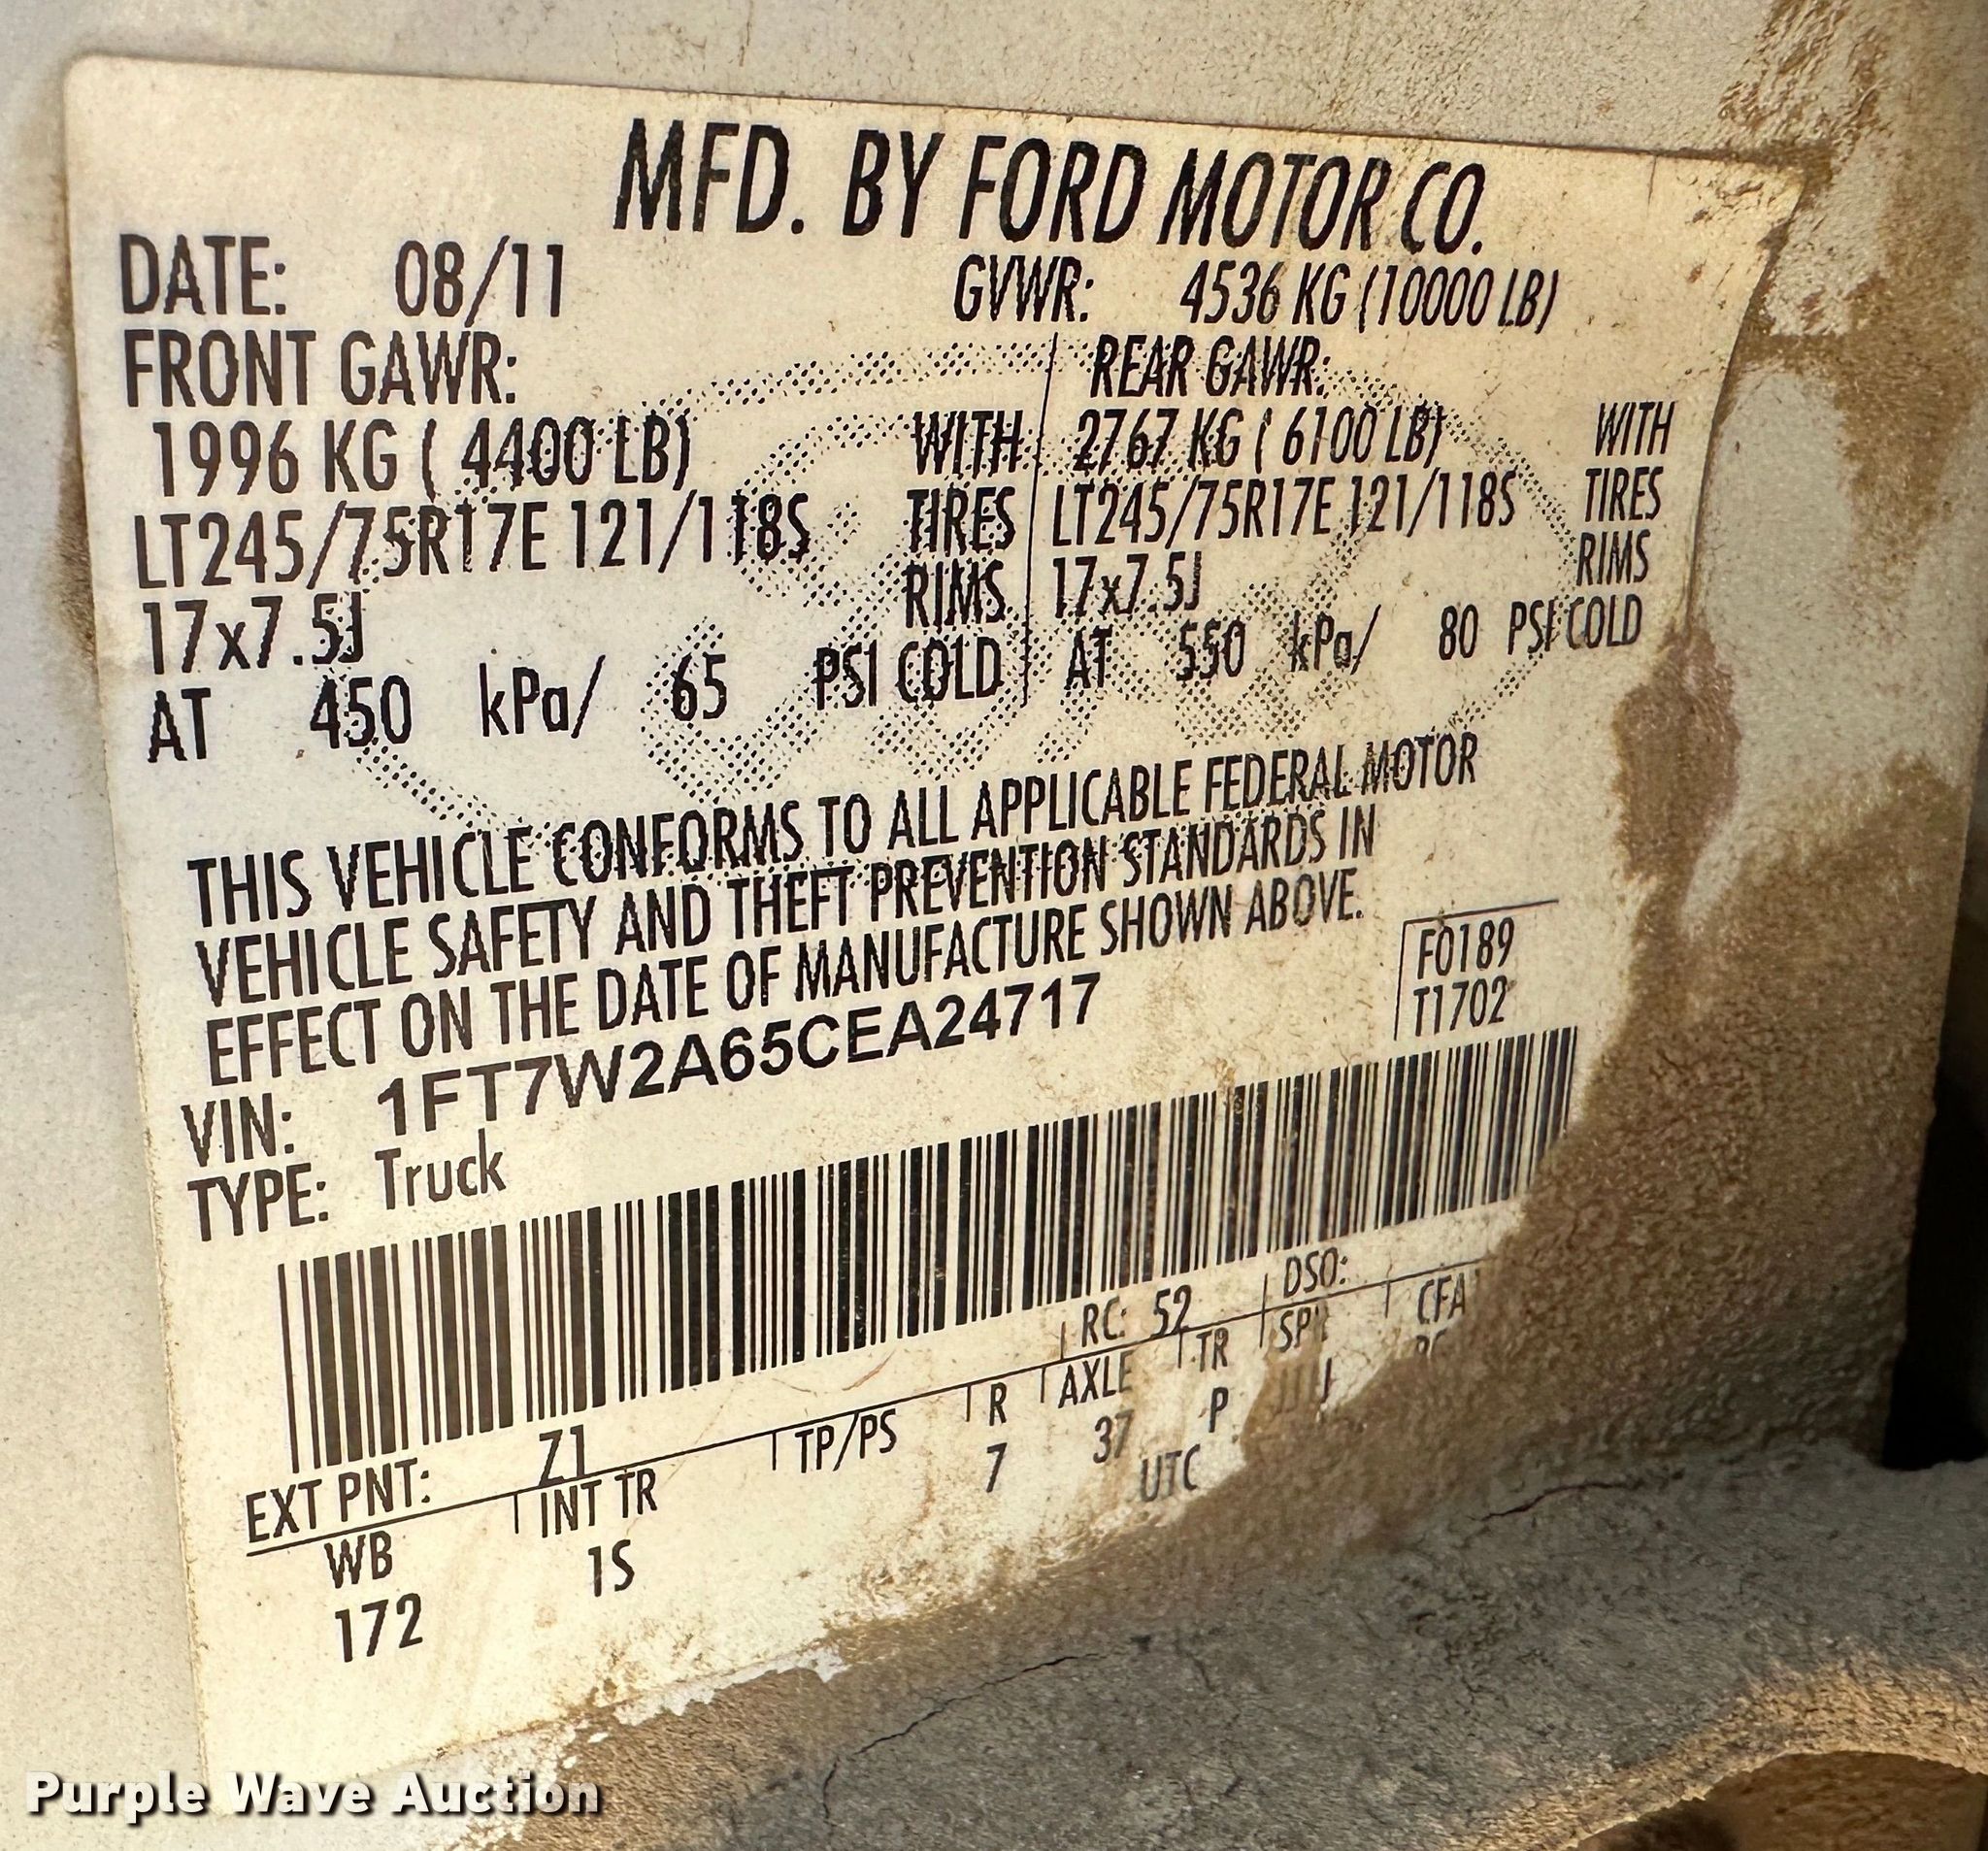 MFD. BY FORD MOTOR CO.
DATE: 08/11 GVWR: 4536 KG (10000 LB)
FRONT GAWR: REAR GAWR:
1996 KG ( 4400 LB) WITH 2767 KG ( 6100 LB) WITH
LT245/75R17E 121/118S TIRES LT245/75R17E 121/118S TIRES
17x7.5J RIMS 17x7.5J RIMS
AT 450 kPa/ 65 PSI COLD AT 550 kPa/ 80 PSI COLD
THIS VEHICLE CONFORMS TO ALL APPLICABLE FEDERAL MOTOR
VEHICLE SAFETY AND THEFT PREVENTION STANDARDS IN
EFFECT ON THE DATE OF MANUFACTURE SHOWN ABOVE.
F0189
VIN: 1FT7W2A65CEA24717 T1702
TYPE: Truck
EXT PNT: Z1 RC: 52 DSO:
WB INT TR TP/PS R AXLE TR
172 1S 7 37 P
UTC
Purple Wave Auction